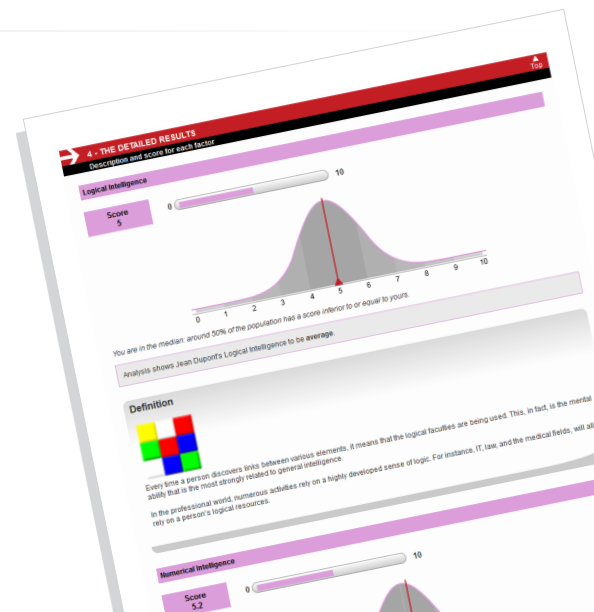 Top
4 - THE DETAILED RESULTS
Description and score for each factor
Logical Intelligence
Score
5
0
10
0 1 2 3 4 5 6 7 8 9 10
You are in the median: around 50% of the population has a score inferior to or equal to yours.
Analysis shows Jean Dupont's Logical Intelligence to be average.
Definition
Every time a person discovers links between various elements, it means that the logical faculties are being used. This, in fact, is the mental
ability that is the most strongly related to general intelligence.
In the professional world, numerous activities rely on a highly developed sense of logic. For instance, IT, law, and the medical fields, will
rely on a person's logical resources.
Numerical Intelligence
Score
5.2
0
10